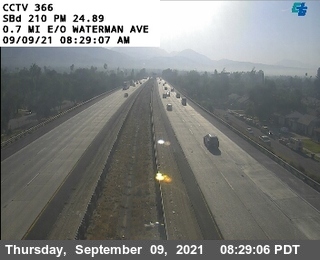 CCTV 366
SBd 210 PM 24.89
0.7 MI E/O WATERMAN AVE
09/09/21 08:29:07 AM
Thursday, September 09, 2021 08:29:06 PDT